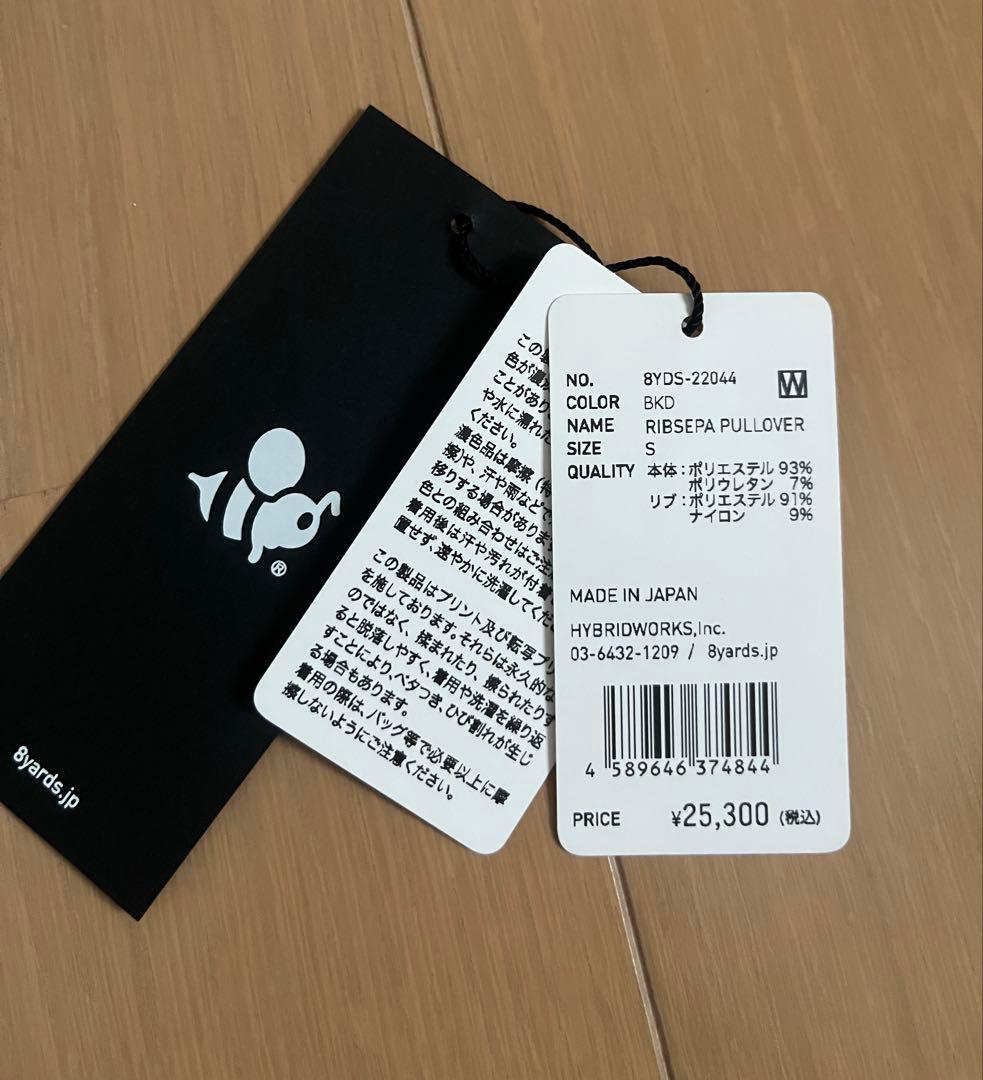 NO. 8YDS-22044 W
COLOR BKD
NAME RIBSEPA PULLOVER
SIZE S
QUALITY 本体:ポリエステル 93%
ポリウレタン 7%
リブ:ポリエステル 91%
ナイロン 9%
MADE IN JAPAN
HYBRIDWORKS,Inc.
03-6432-1209 / 8yards.jp
4 589646 374844
PRICE ¥25,300 (税込)
この製
色が濃
ことがあり
や水に濡れた
ください。
濃色品は摩擦(特
擦)や、汗や雨などで
移りする場合があります
色との組み合わせはご注
着用後は汗や汚れが付着
置せず、速やかに洗濯してくだ
この製品はプリント及び転写プリ
を施しております。それらは永久的な
のではなく、揉まれたり、擦られたりす
ると脱落しやすく、着用や洗濯を繰り返
すことにより、ベタつき、ひび割れが生じ
る場合もあります。
着用の際は、バッグ等で必要以上に摩
擦しないようにご注意ください。
®
8yards.jp